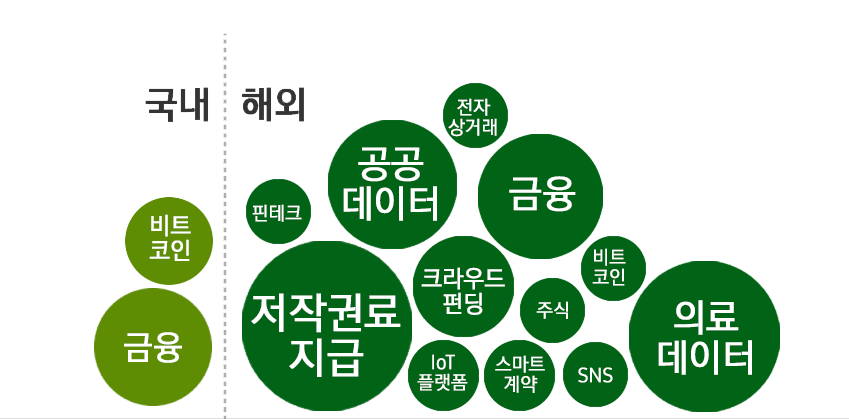 국내
해외
비트
코인
금융
전자
상거래
공공
데이터
금융
핀테크
크라우드
펀딩
비트
코인
저작권료
지급
주식
의료
데이터
IoT
플랫폼
스마트
계약
SNS